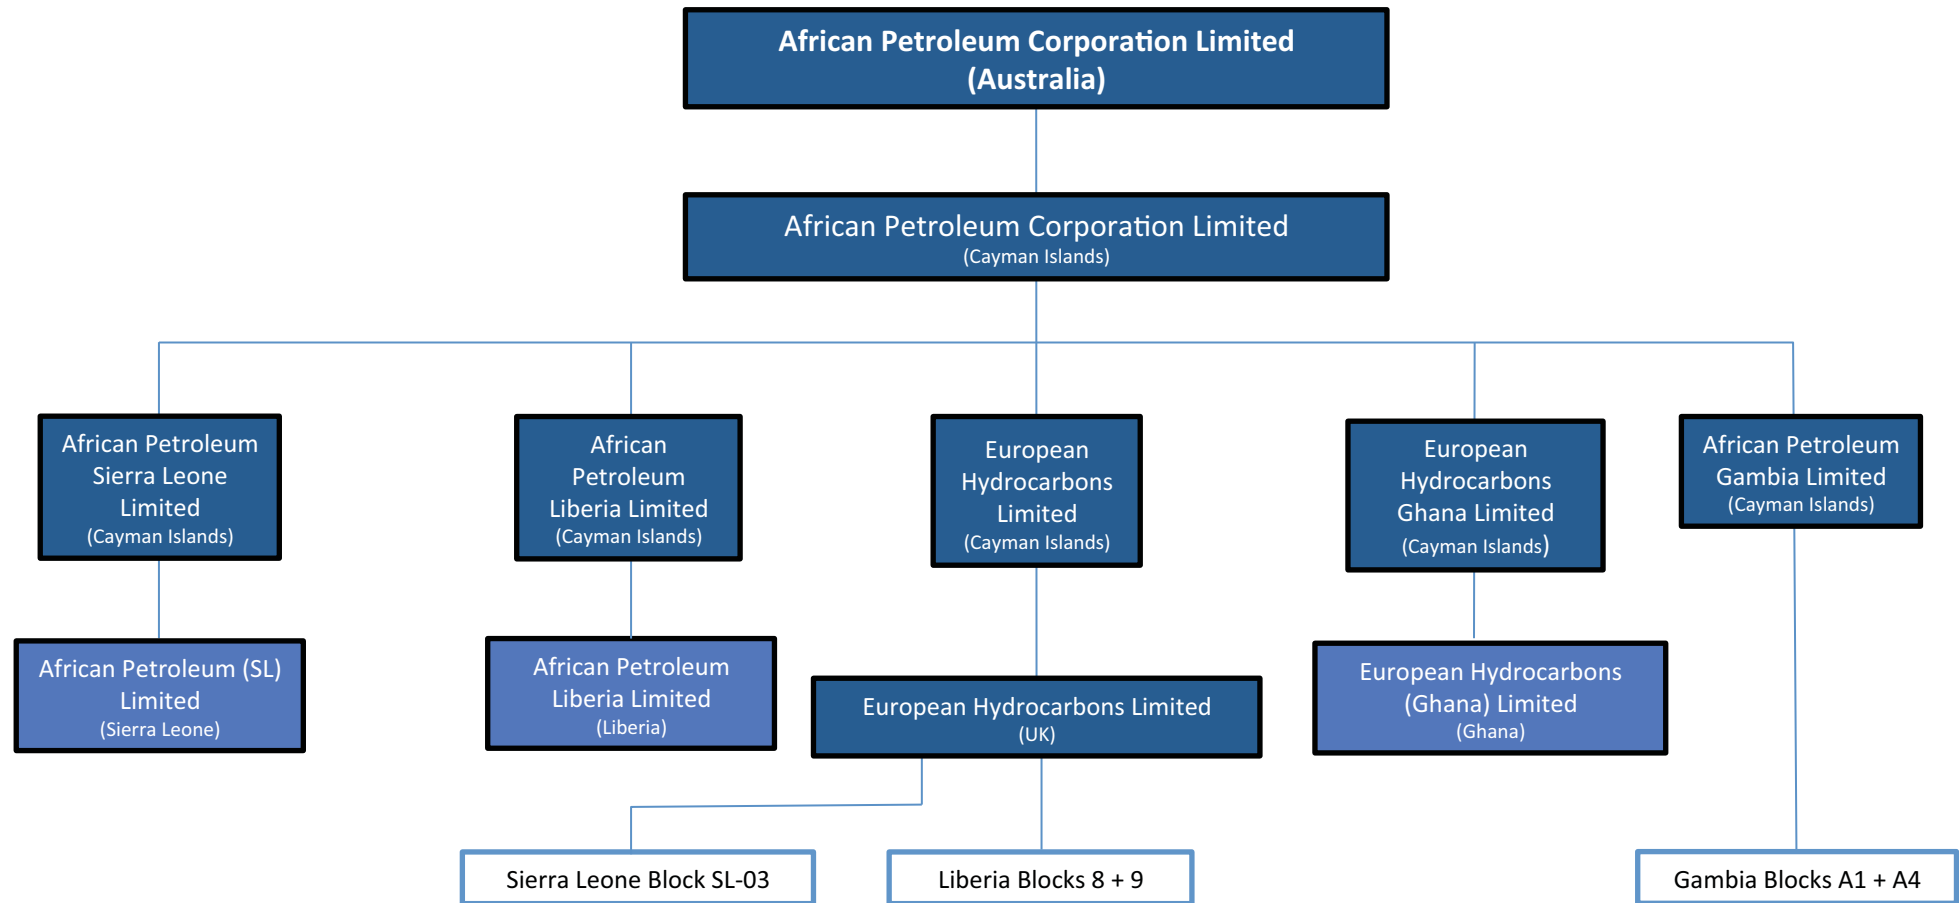 African Petroleum Corporation Limited
(Australia)
African Petroleum Corporation Limited
(Cayman Islands)
African Petroleum
Sierra Leone
Limited
(Cayman Islands)
African
Petroleum
Liberia Limited
(Cayman Islands)
European
Hydrocarbons
Limited
(Cayman Islands)
European
Hydrocarbons
Ghana Limited
(Cayman Islands)
African Petroleum
Gambia Limited
(Cayman Islands)
African Petroleum (SL)
Limited
(Sierra Leone)
African Petroleum
Liberia Limited
(Liberia)
European Hydrocarbons Limited
(UK)
European Hydrocarbons
(Ghana) Limited
(Ghana)
Sierra Leone Block SL-03
Liberia Blocks 8 + 9
Gambia Blocks A1 + A4